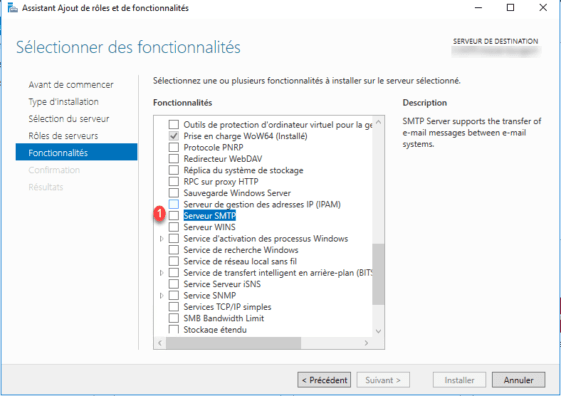 Assistant Ajout de rôles et de fonctionnalités
Sélectionner des fonctionnalités
SERVEUR DE DESTINATION
Avant de commencer
Type d'installation
Sélection du serveur
Rôles de serveurs
Fonctionnalités
Confirmation
Résultats
Sélectionnez une ou plusieurs fonctionnalités à installer sur le serveur sélectionné.
Fonctionnalités
Outils de protection d'ordinateur virtuel pour la ge
Prise en charge WoW64 (Installé)
Protocole PNRP
Redirecteur WebDAV
Réplica du système de stockage
RPC sur proxy HTTP
Sauvegarde Windows Server
Serveur de gestion des adresses IP (IPAM)
1 Serveur SMTP
Serveur WINS
Service d'activation des processus Windows
Service de recherche Windows
Service de réseau local sans fil
Service de transfert intelligent en arrière-plan (BITS
Service Serveur iSNS
Service SNMP
Services TCP/IP simples
SMB Bandwidth Limit
Stockage étendu
Description
SMTP Server supports the transfer of
e-mail messages between e-mail
systems.
< Précédent
Suivant >
Installer
Annuler